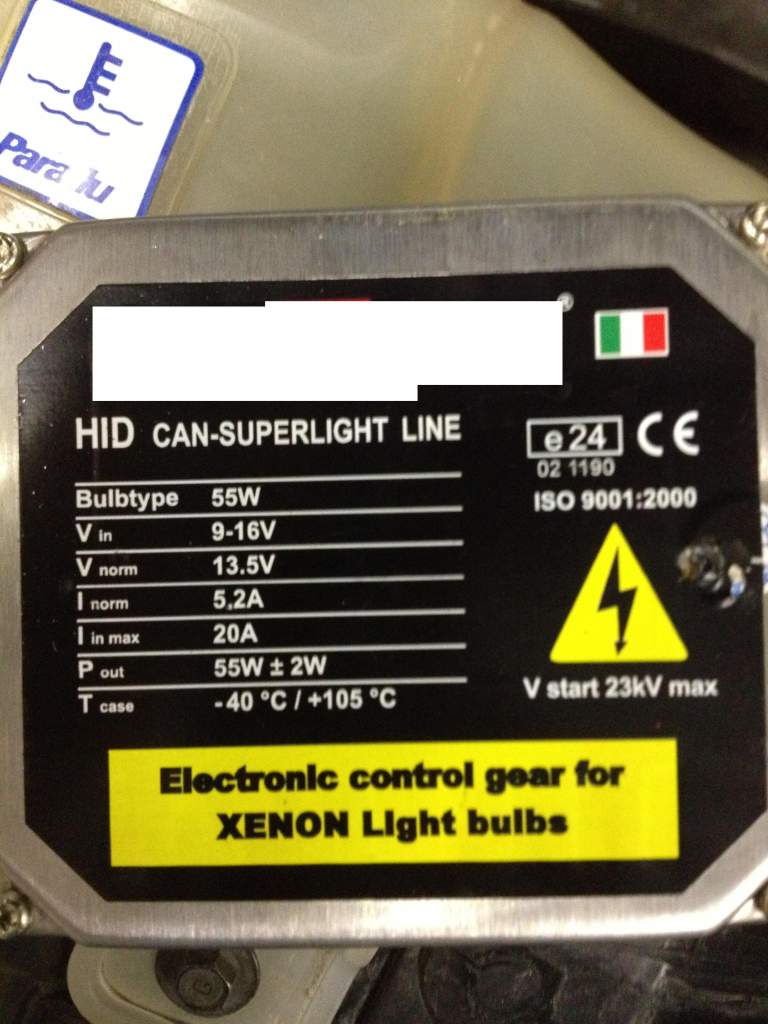 Para lu
®
HID CAN-SUPERLIGHT LINE
Bulbtype 55W
V in 9-16V
V norm 13.5V
I norm 5.2A
I in max 20A
P out 55W ± 2W
T case -40 °C / +105 °C
e24 CE
02 1190
ISO 9001:2000
V start 23kV max
Electronic control gear for
XENON Light bulbs
G